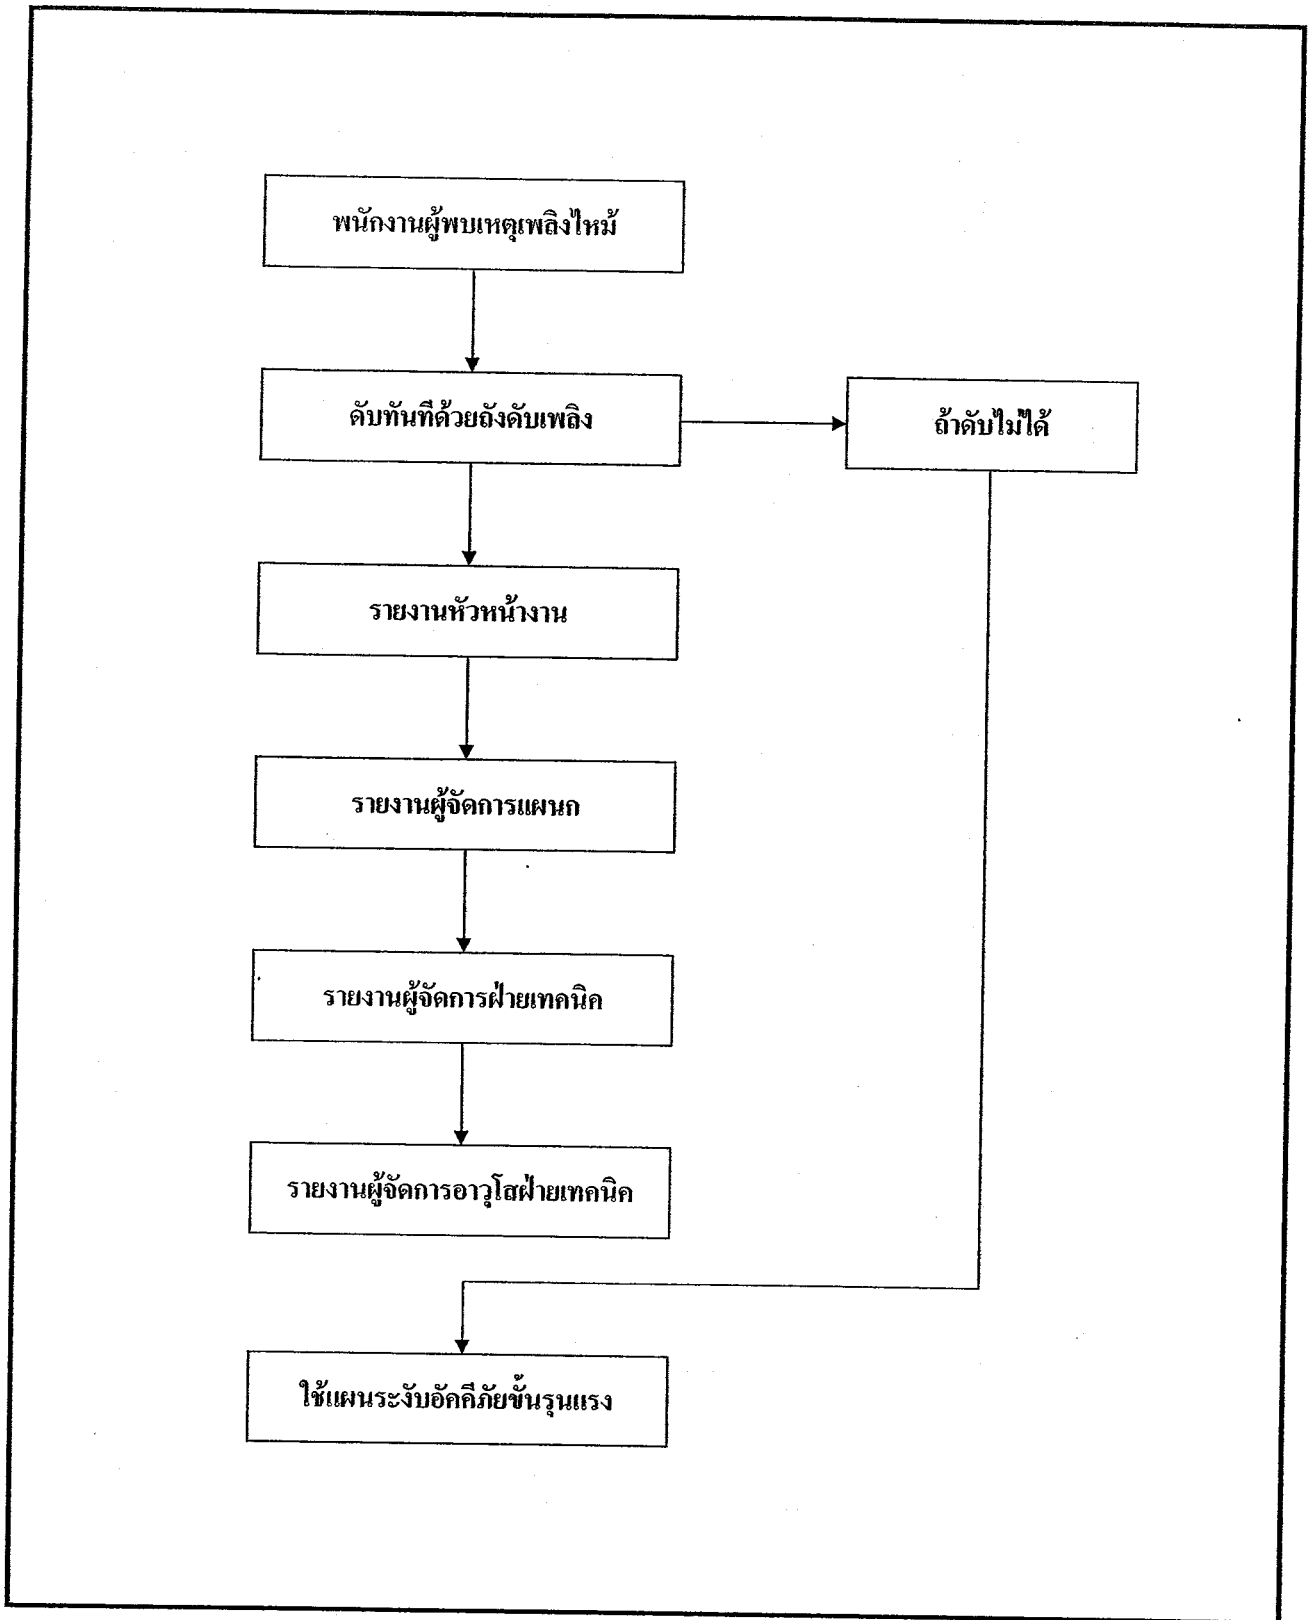 พนักงานผู้พบเหตุเพลิงไหม้
ดับทันทีด้วยถังดับเพลิง
ถ้าดับไม่ได้
รายงานหัวหน้างาน
รายงานผู้จัดการแผนก
รายงานผู้จัดการฝ่ายเทคนิค
รายงานผู้จัดการอาวุโสฝ่ายเทคนิค
ใช้แผนระงับอัคคีภัยขั้นรุนแรง